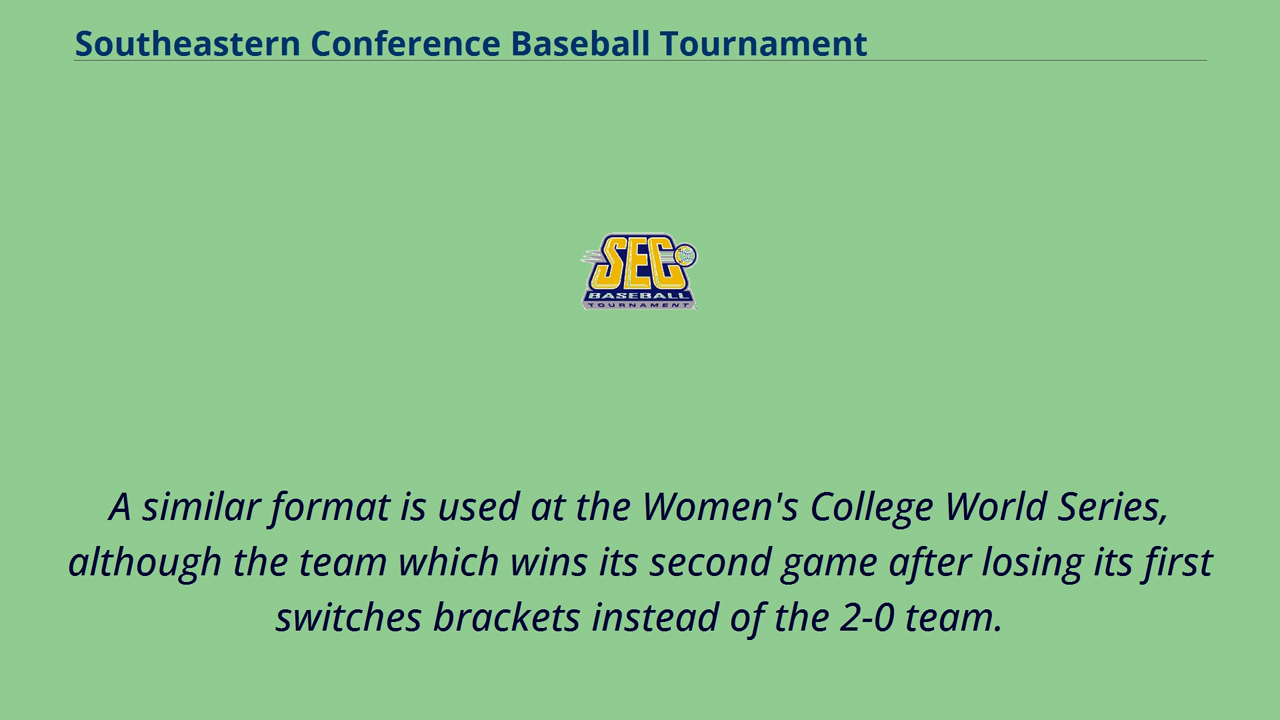 Southeastern Conference Baseball Tournament
SEC
BASEBALL
TOURNAMENT
A similar format is used at the Women's College World Series,
although the team which wins its second game after losing its first
switches brackets instead of the 2-0 team.